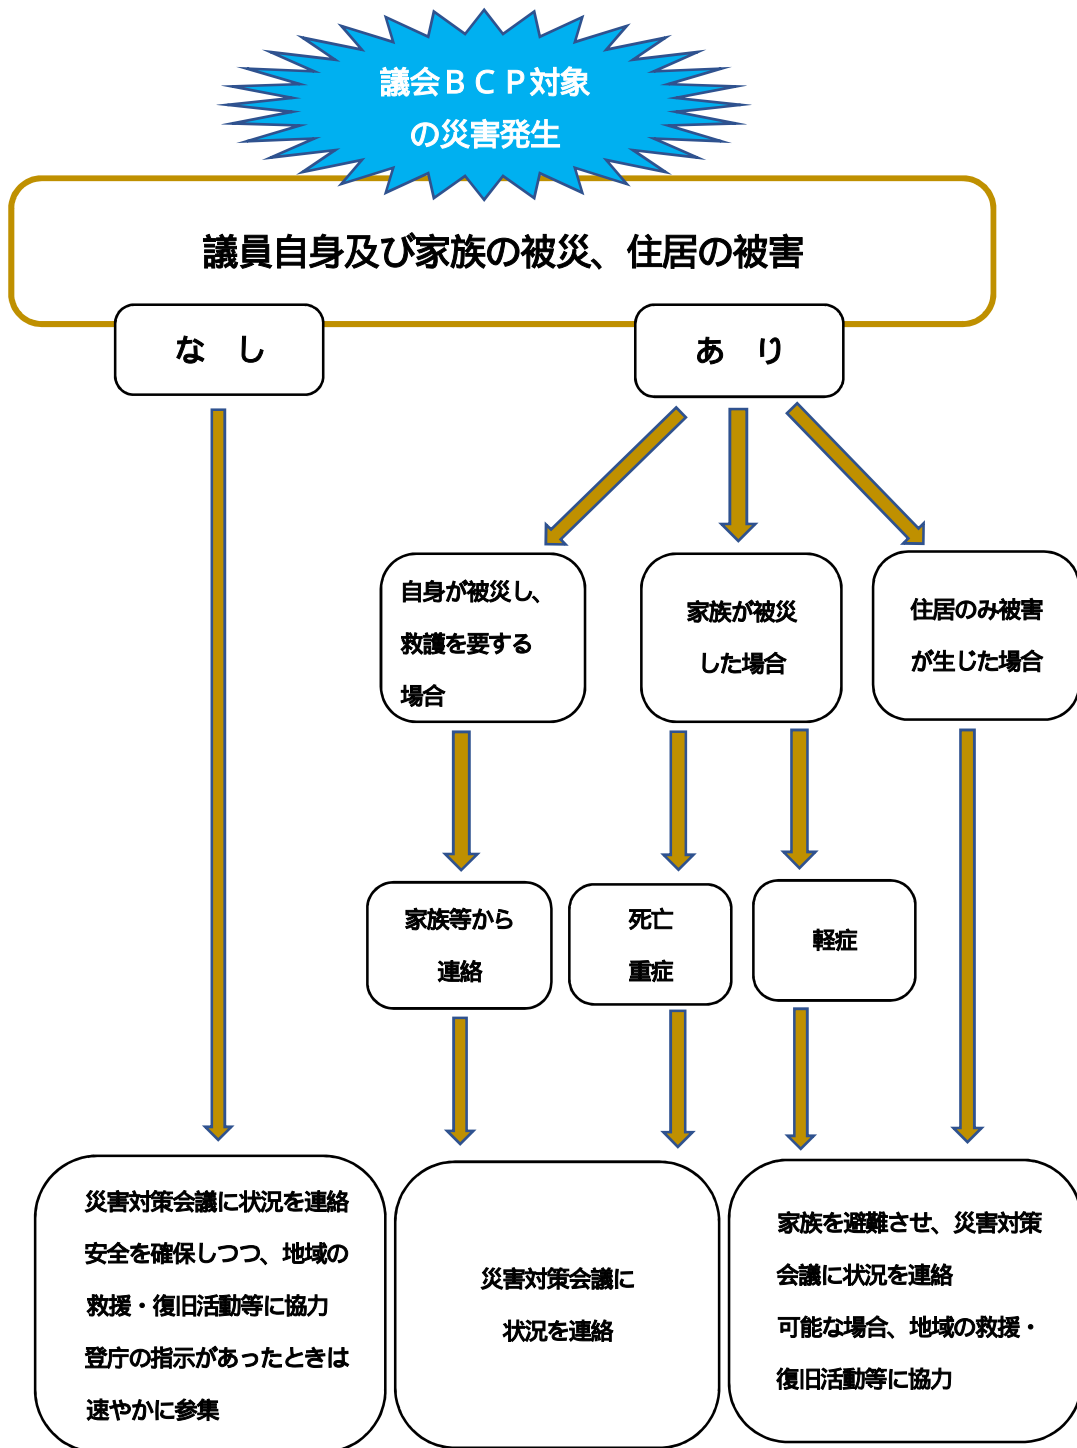 議会ＢＣＰ対象
の災害発生
議員自身及び家族の被災、住居の被害
な　し
あ　り
自身が被災し、
救護を要する
場合
家族が被災
した場合
住居のみ被害
が生じた場合
家族等から
連絡
死亡
重症
軽症
災害対策会議に状況を連絡
安全を確保しつつ、地域の
救援・復旧活動等に協力
登庁の指示があったときは
速やかに参集
災害対策会議に
状況を連絡
家族を避難させ、災害対策
会議に状況を連絡
可能な場合、地域の救援・
復旧活動等に協力